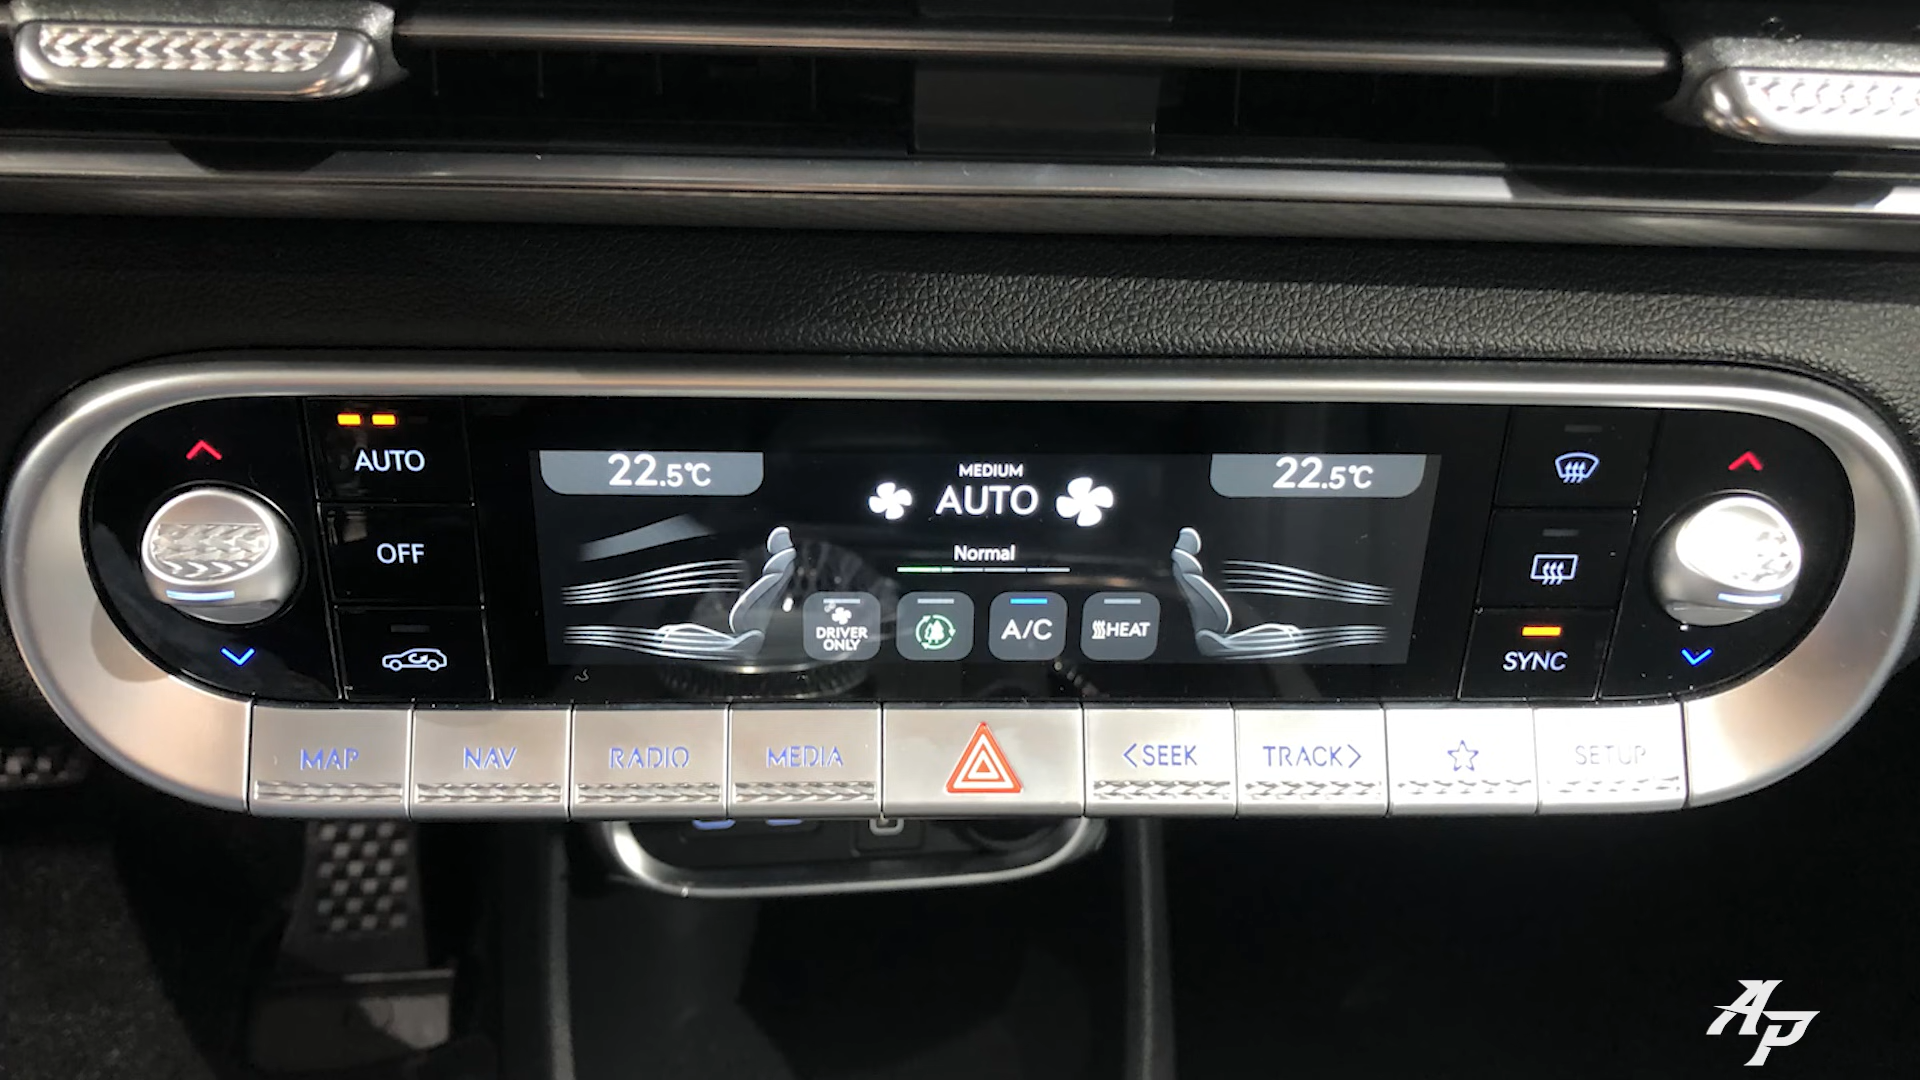 AUTO
OFF
22.5°C
MEDIUM
AUTO
Normal
22.5°C
DRIVER
ONLY
A/C
HEAT
SYNC
MAP
NAV
RADIO
MEDIA
<SEEK
TRACK>
SETUP
AP